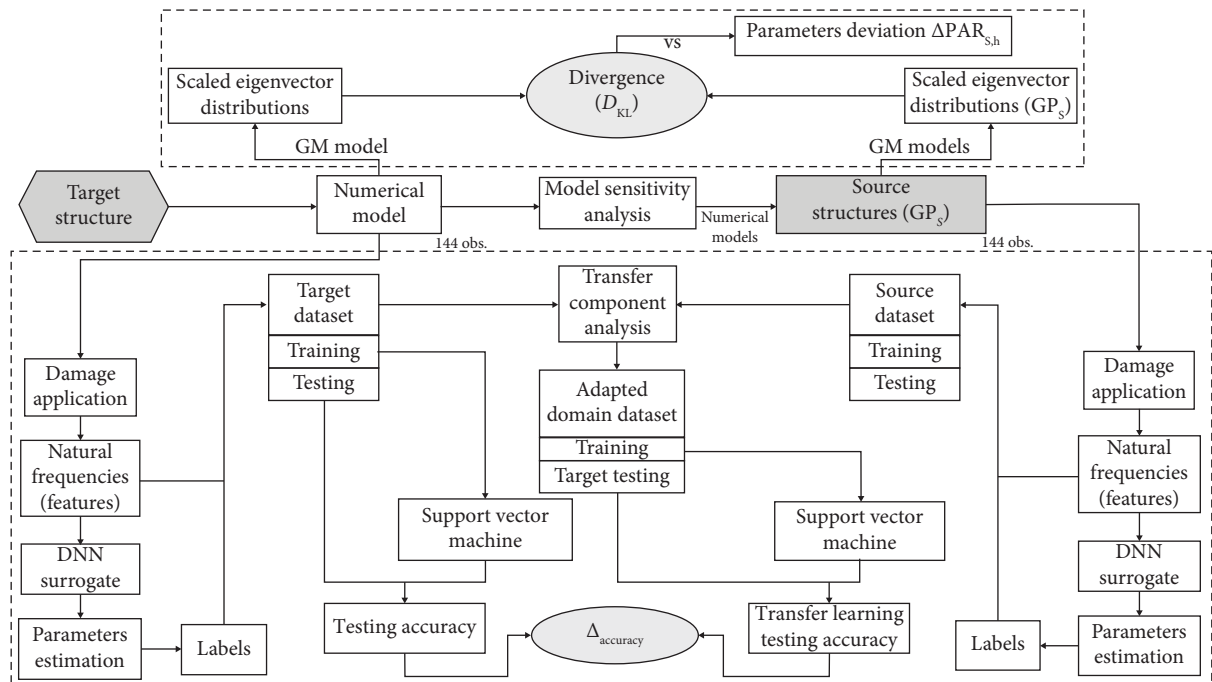 Parameters deviation ΔPAR_S,h
vs
Scaled eigenvector
distributions
Divergence
(D_KL)
Scaled eigenvector
distributions (GP_S)
GM model
GM models
Target
structure
Numerical
model
Model sensitivity
analysis
Numerical
models
Source
structures (GP_S)
144 obs.
144 obs.
Target
dataset
Training
Testing
Transfer
component
analysis
Source
dataset
Training
Testing
Damage
application
Adapted
domain dataset
Training
Target testing
Damage
application
Natural
frequencies
(features)
Natural
frequencies
(features)
Support vector
machine
Support vector
machine
DNN
surrogate
DNN
surrogate
Testing accuracy
Δ_accuracy
Transfer learning
testing accuracy
Parameters
estimation
Labels
Labels
Parameters
estimation